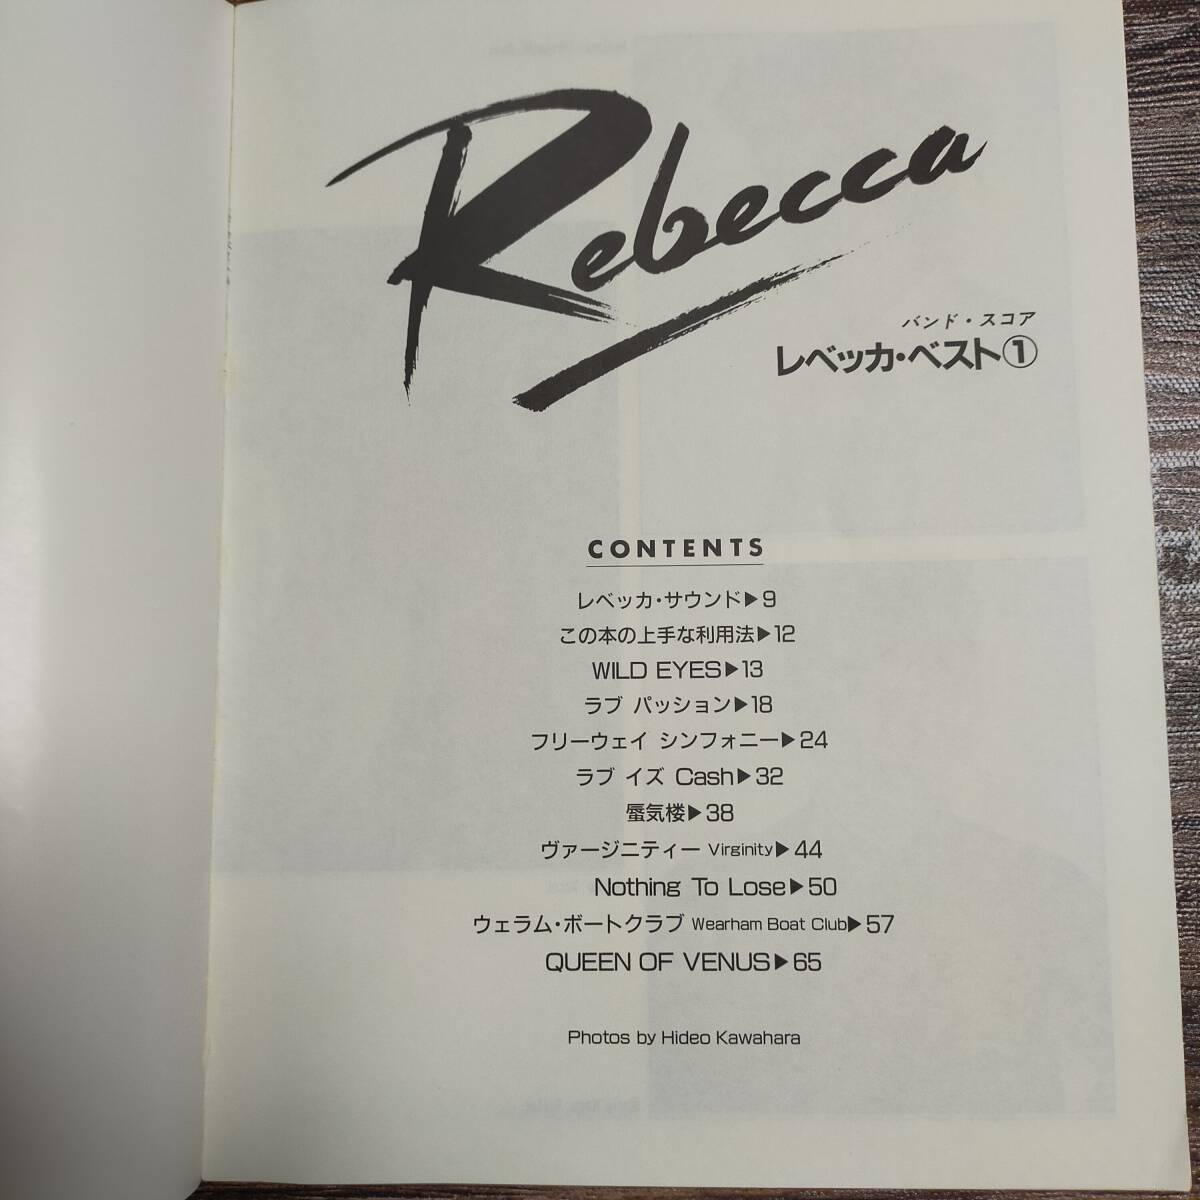 Rebecca
バンド・スコア
レベッカ・ベスト①
CONTENTS
レベッカ・サウンド▶9
この本の上手な利用法▶12
WILD EYES▶13
ラブ パッション▶18
フリーウェイ シンフォニー▶24
ラブ イズ Cash▶32
蜃気楼▶38
ヴァージニティー Virginity▶44
Nothing To Lose▶50
ウェラム・ボートクラブ Wearham Boat Club▶57
QUEEN OF VENUS▶65
Photos by Hideo Kawahara